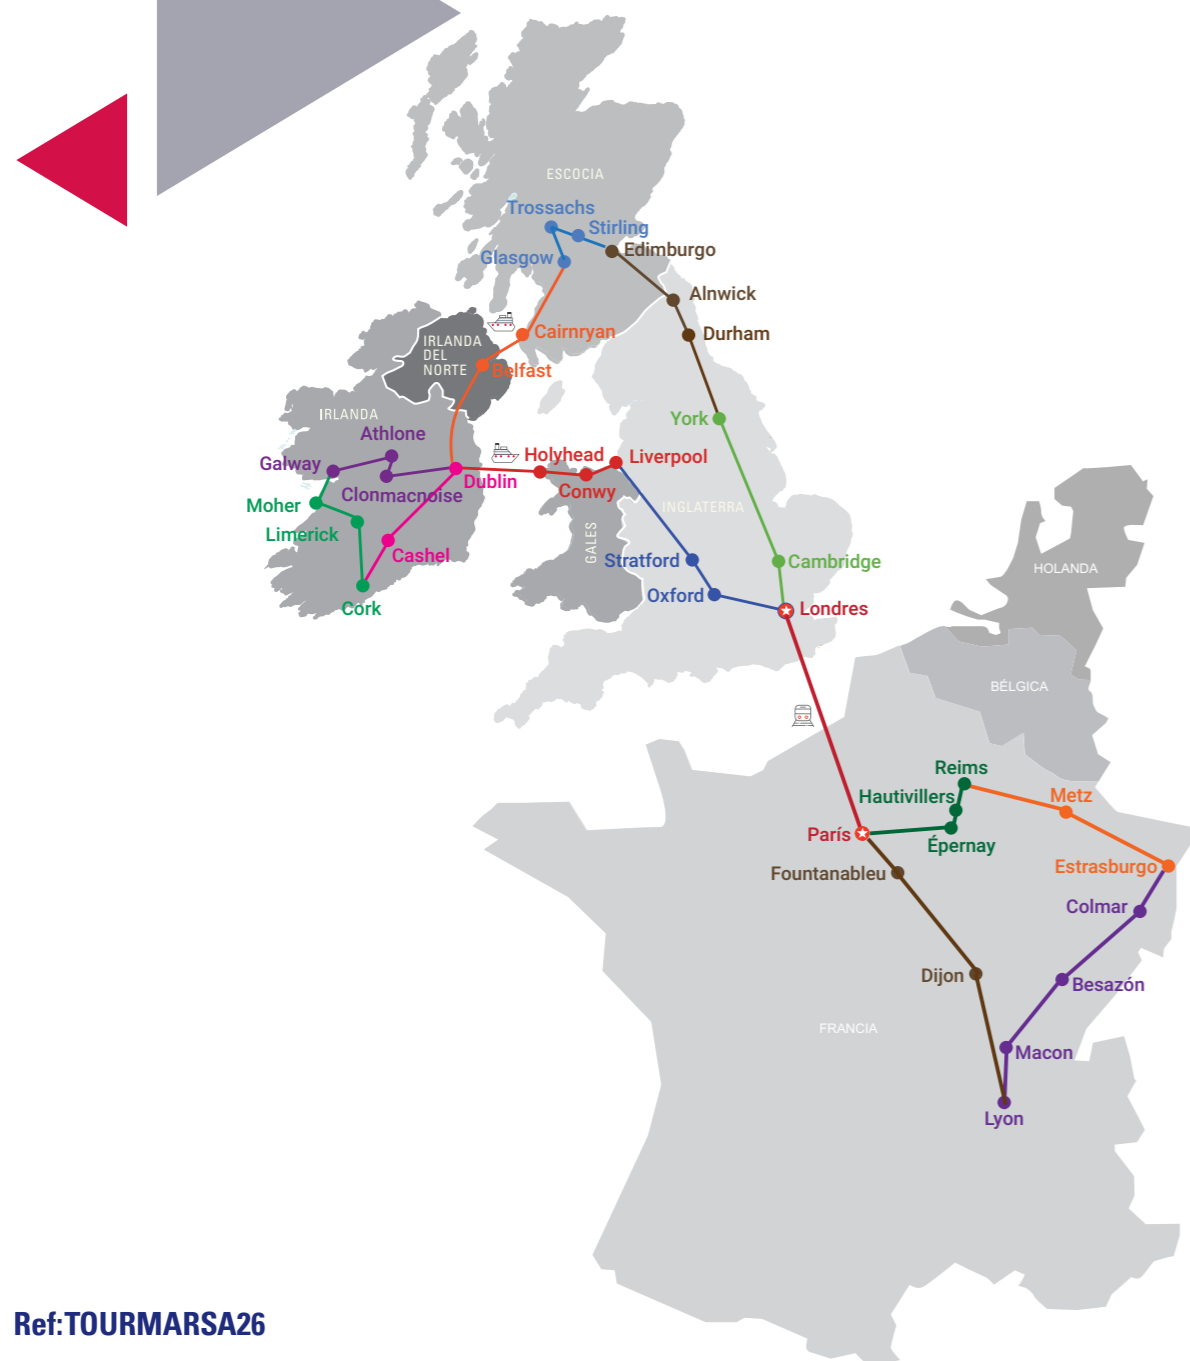 ESCOCIA
Trossachs
Stirling
Edimburgo
Glasgow
Alnwick
Cairnryan
Durham
IRLANDA
DEL
NORTE
Belfast
IRLANDA
York
Athlone
Galway
Holyhead
Liverpool
Clonmacnoise
Dublin
Conwy
Moher
INGLATERRA
Limerick
GALES
Cashel
Stratford
Cambridge
HOLANDA
Oxford
Londres
Cork
BÉLGICA
Reims
Hautivillers
Metz
París
Épernay
Fountanableu
Estrasburgo
Colmar
Dijon
Besazón
FRANCIA
Macon
Lyon
Ref:TOURMARSA26